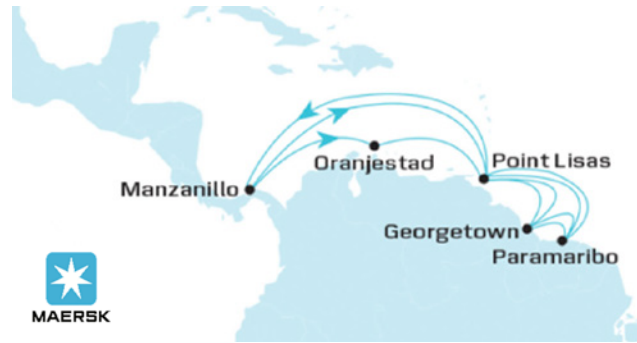 Oranjestad
Point Lisas
Manzanillo
Georgetown
Paramaribo
MAERSK